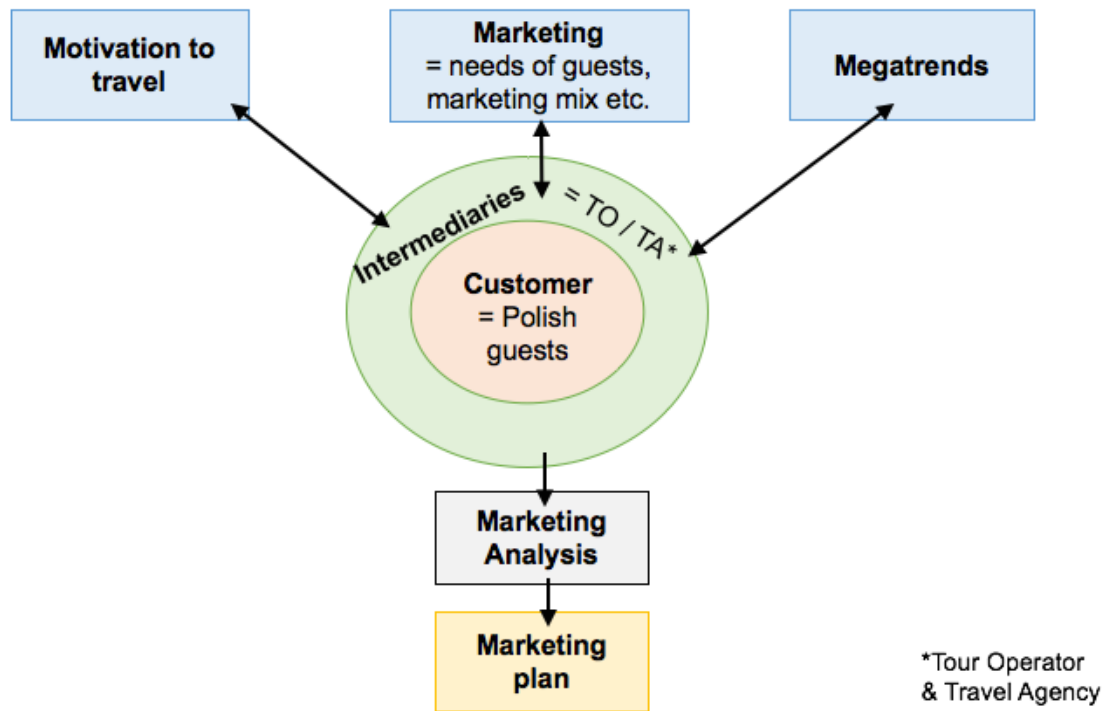 Motivation to
travel
Marketing
= needs of guests,
marketing mix etc.
Megatrends
Intermediaries
= TO / TA*
Customer
= Polish
guests
Marketing
Analysis
Marketing
plan
*Tour Operator
& Travel Agency